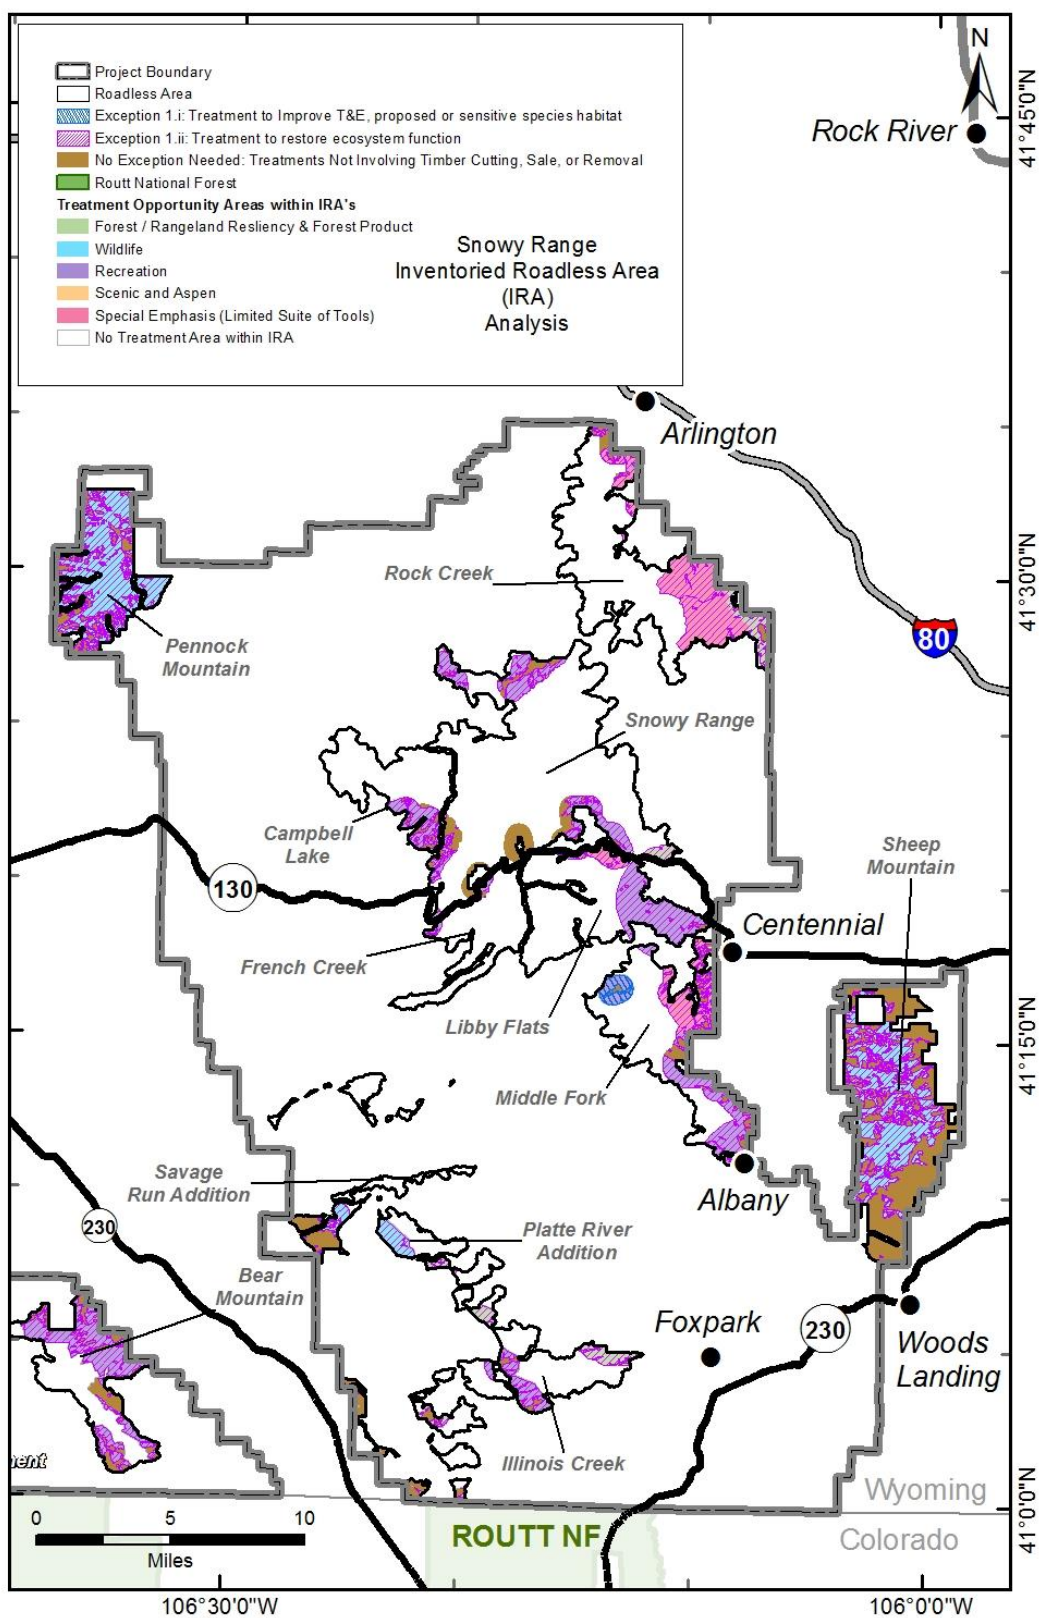 Project Boundary
Roadless Area
Exception 1.i: Treatment to Improve T&E, proposed or sensitive species habitat
Exception 1.ii: Treatment to restore ecosystem function
No Exception Needed: Treatments Not Involving Timber Cutting, Sale, or Removal
Routt National Forest
Treatment Opportunity Areas within IRA's
Forest / Rangeland Resliency & Forest Product
Wildlife
Recreation
Scenic and Aspen
Special Emphasis (Limited Suite of Tools)
No Treatment Area within IRA
Snowy Range
Inventoried Roadless Area
(IRA)
Analysis
N
Rock River
41°45'0"N
Arlington
Rock Creek
41°30'0"N
80
Pennock
Mountain
Snowy Range
Campbell
Lake
Sheep
Mountain
130
Centennial
French Creek
Libby Flats
41°15'0"N
Middle Fork
Savage
Run Addition
Albany
230
Platte River
Addition
Bear
Mountain
Foxpark
230
Woods
Landing
ent
Illinois Creek
Wyoming
Colorado
41°0'0"N
0 5 10
Miles
ROUTT NF
106°30'0"W
106°0'0"W